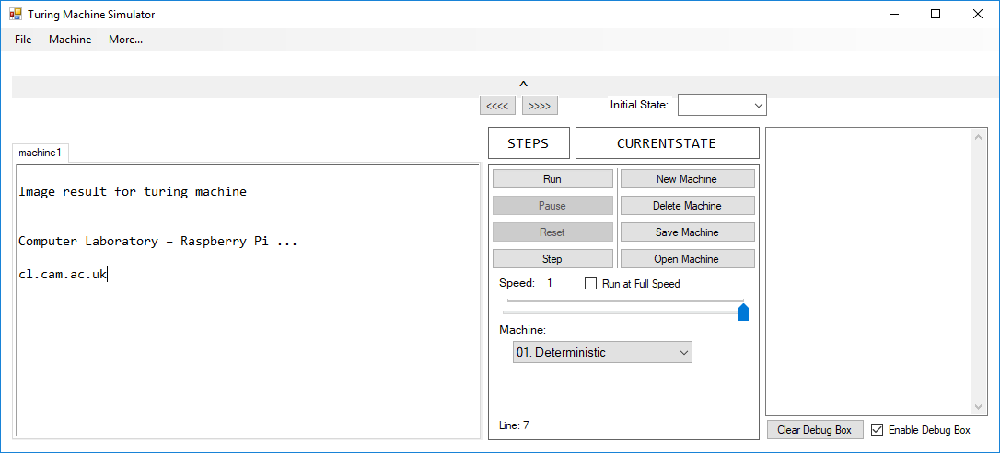 Turing Machine Simulator
File Machine More...
^
<<<< >>>> Initial State:
STEPS CURRENTSTATE
machine1
Image result for turing machine
Computer Laboratory – Raspberry Pi ...
cl.cam.ac.uk
Run New Machine
Pause Delete Machine
Reset Save Machine
Step Open Machine
Speed: 1 Run at Full Speed
Machine:
01. Deterministic
Line: 7
Clear Debug Box Enable Debug Box